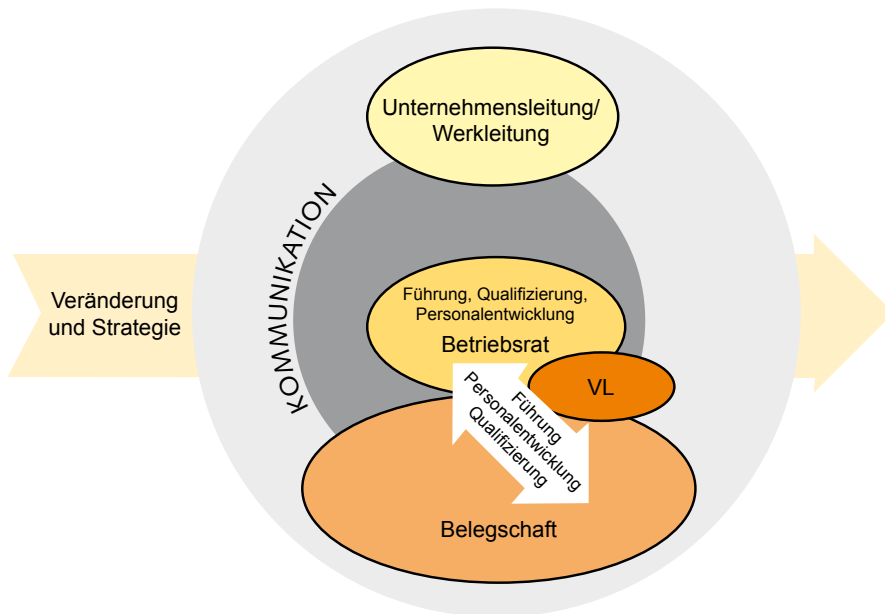 Unternehmensleitung/
Werkleitung
KOMMUNIKATION
Veränderung
und Strategie
Führung, Qualifizierung,
Personalentwicklung
Betriebsrat
VL
Führung
Personalentwicklung
Qualifizierung
Belegschaft